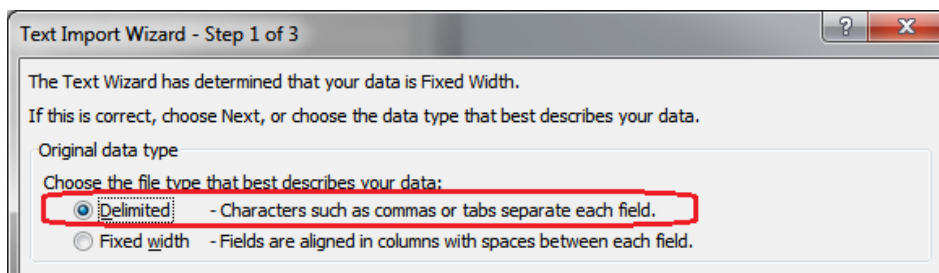 Text Import Wizard - Step 1 of 3
The Text Wizard has determined that your data is Fixed Width.
If this is correct, choose Next, or choose the data type that best describes your data.
Original data type
Choose the file type that best describes your data:
Delimited - Characters such as commas or tabs separate each field.
Fixed width - Fields are aligned in columns with spaces between each field.